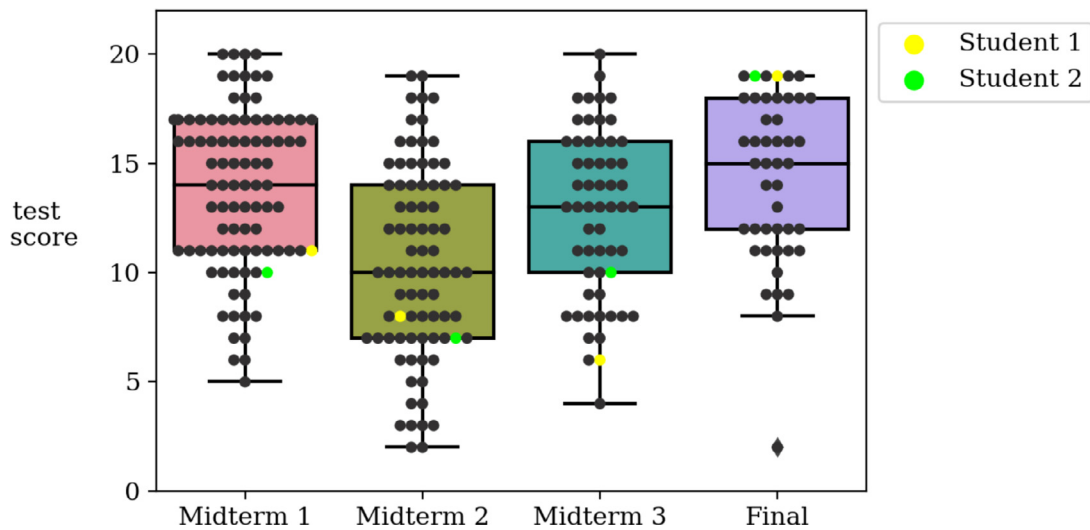 Student 1
Student 2
20
15
10
5
0
test
score
Midterm 1
Midterm 2
Midterm 3
Final